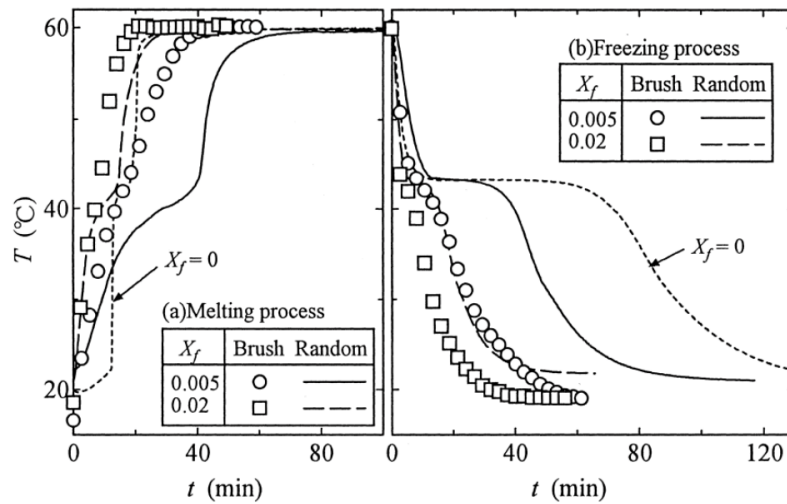 60
40
20
T (℃)
X_f = 0
(a)Melting process
X_f Brush Random
0.005
0.02
0 40 80
t (min)
(b)Freezing process
X_f Brush Random
0.005
0.02
X_f = 0
0 40 80 120
t (min)